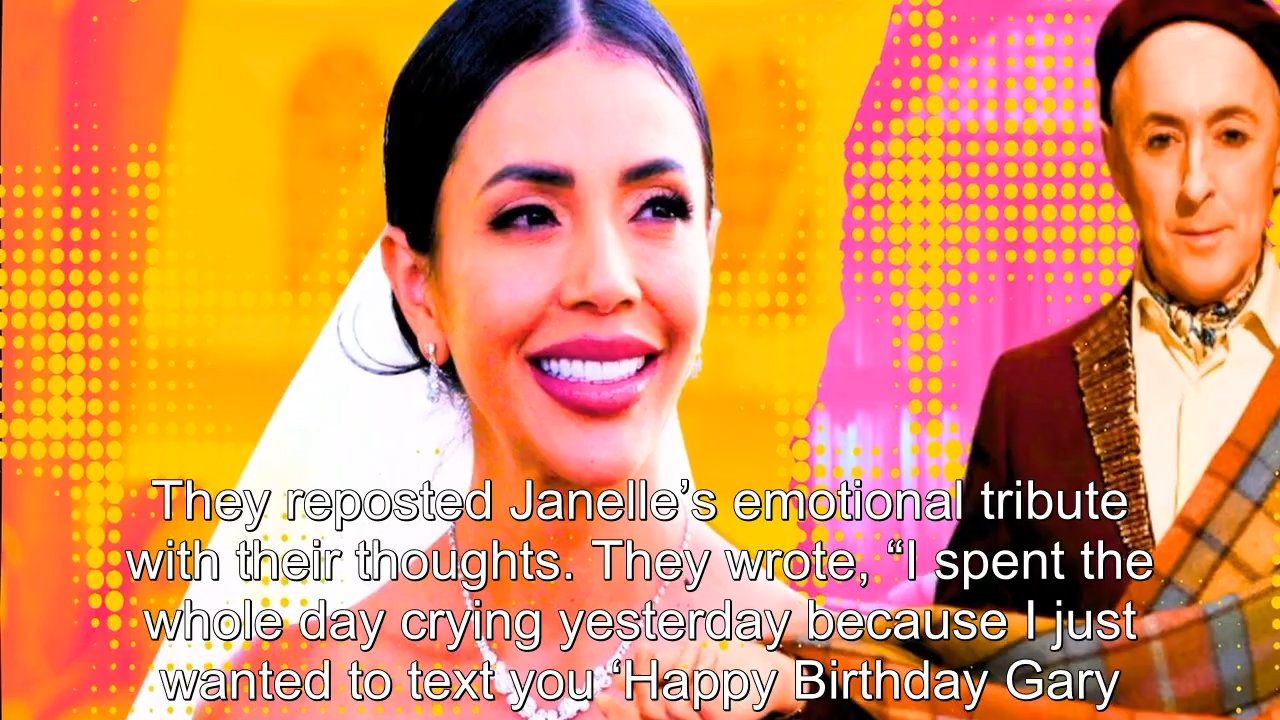 They reposted Janelle’s emotional tribute
with their thoughts. They wrote, “I spent the
whole day crying yesterday because I just
wanted to text you ‘Happy Birthday Gary